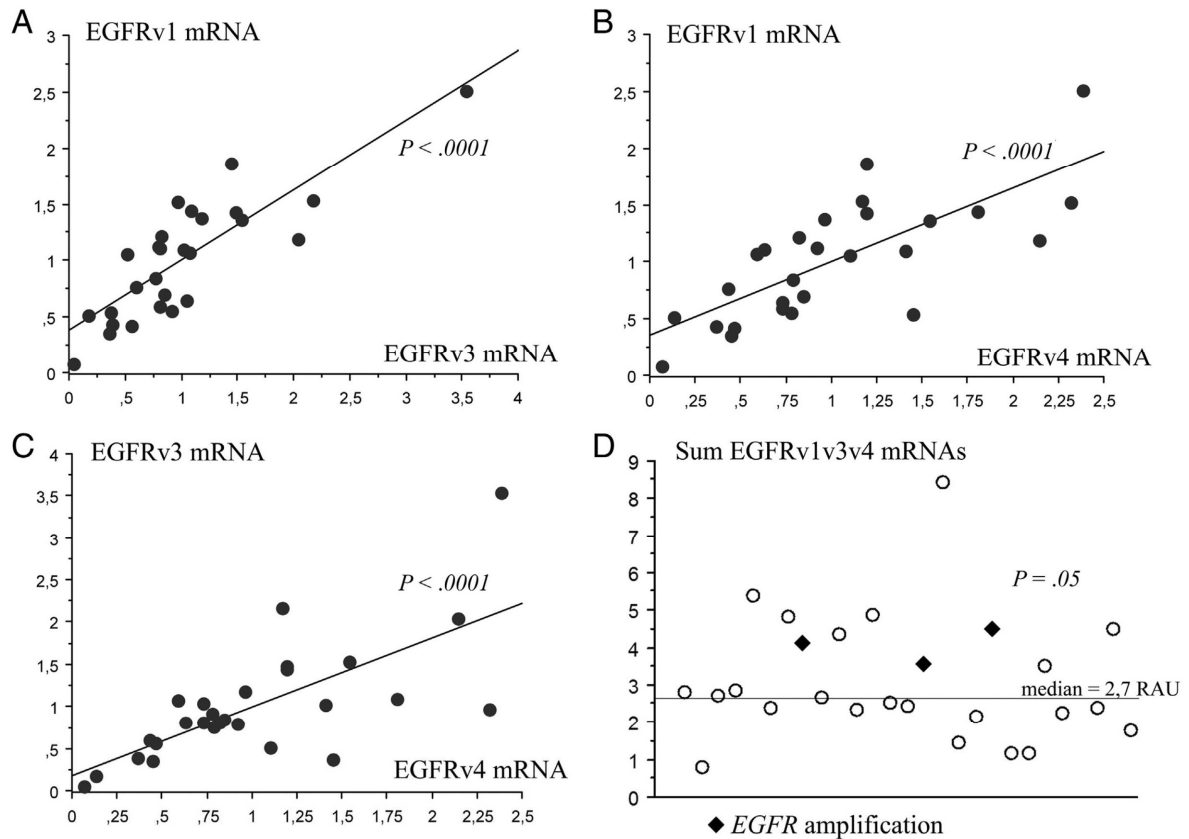 A
EGFRv1 mRNA
3
2,5
2
1,5
1
,5
0
P < .0001
EGFRv3 mRNA
0 ,5 1 1,5 2 2,5 3 3,5 4
B
EGFRv1 mRNA
3
2,5
2
1,5
1
,5
0
P < .0001
EGFRv4 mRNA
0 ,25 ,5 ,75 1 1,25 1,5 1,75 2 2,25 2,5
C
EGFRv3 mRNA
4
3,5
3
2,5
2
1,5
1
,5
0
P < .0001
EGFRv4 mRNA
0 ,25 ,5 ,75 1 1,25 1,5 1,75 2 2,25 2,5
D
Sum EGFRv1v3v4 mRNAs
9
8
7
6
5
4
3
2
1
0
P = .05
median = 2,7 RAU
◆ EGFR amplification